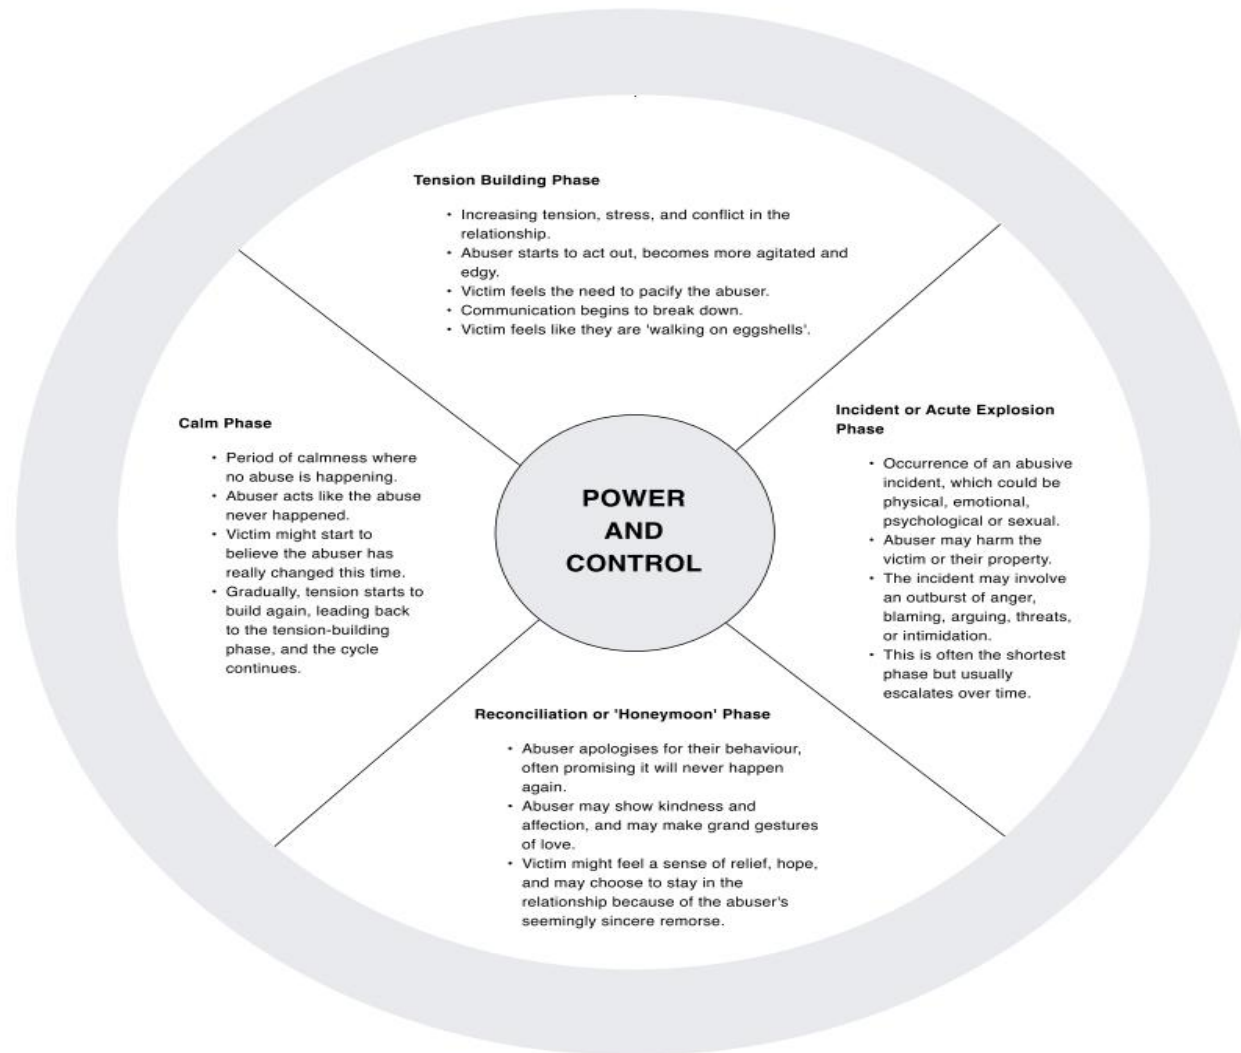 Tension Building Phase
• Increasing tension, stress, and conflict in the
relationship.
• Abuser starts to act out, becomes more agitated and
edgy.
• Victim feels the need to pacify the abuser.
• Communication begins to break down.
• Victim feels like they are 'walking on eggshells'.
Incident or Acute Explosion
Phase
• Occurrence of an abusive
incident, which could be
physical, emotional,
psychological or sexual.
• Abuser may harm the
victim or their property.
• The incident may involve
an outburst of anger,
blaming, arguing, threats,
or intimidation.
• This is often the shortest
phase but usually
escalates over time.
Reconciliation or 'Honeymoon' Phase
• Abuser apologises for their behaviour,
often promising it will never happen
again.
• Abuser may show kindness and
affection, and may make grand gestures
of love.
• Victim might feel a sense of relief, hope,
and may choose to stay in the
relationship because of the abuser's
seemingly sincere remorse.
Calm Phase
• Period of calmness where
no abuse is happening.
• Abuser acts like the abuse
never happened.
• Victim might start to
believe the abuser has
really changed this time.
• Gradually, tension starts to
build again, leading back
to the tension-building
phase, and the cycle
continues.
POWER
AND
CONTROL